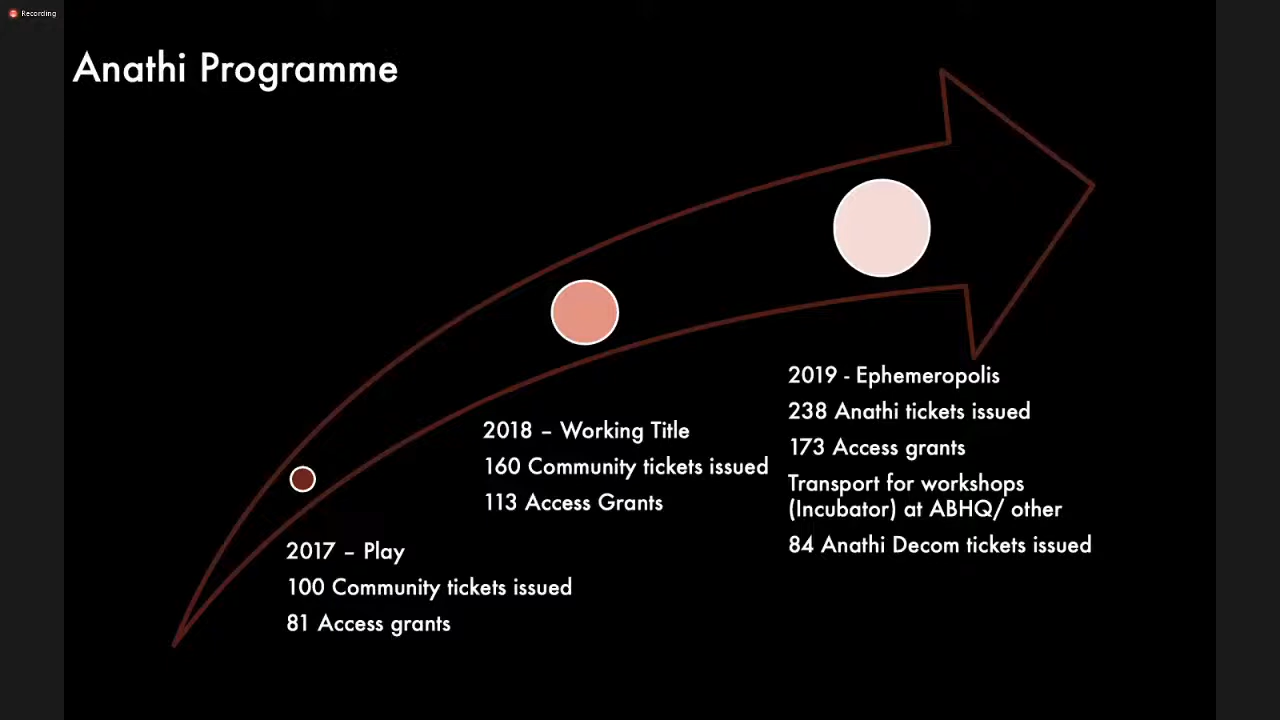 Recording
Anathi Programme
2017 – Play
100 Community tickets issued
81 Access grants
2018 – Working Title
160 Community tickets issued
113 Access Grants
2019 - Ephemeropolis
238 Anathi tickets issued
173 Access grants
Transport for workshops
(Incubator) at ABHQ/ other
84 Anathi Decom tickets issued